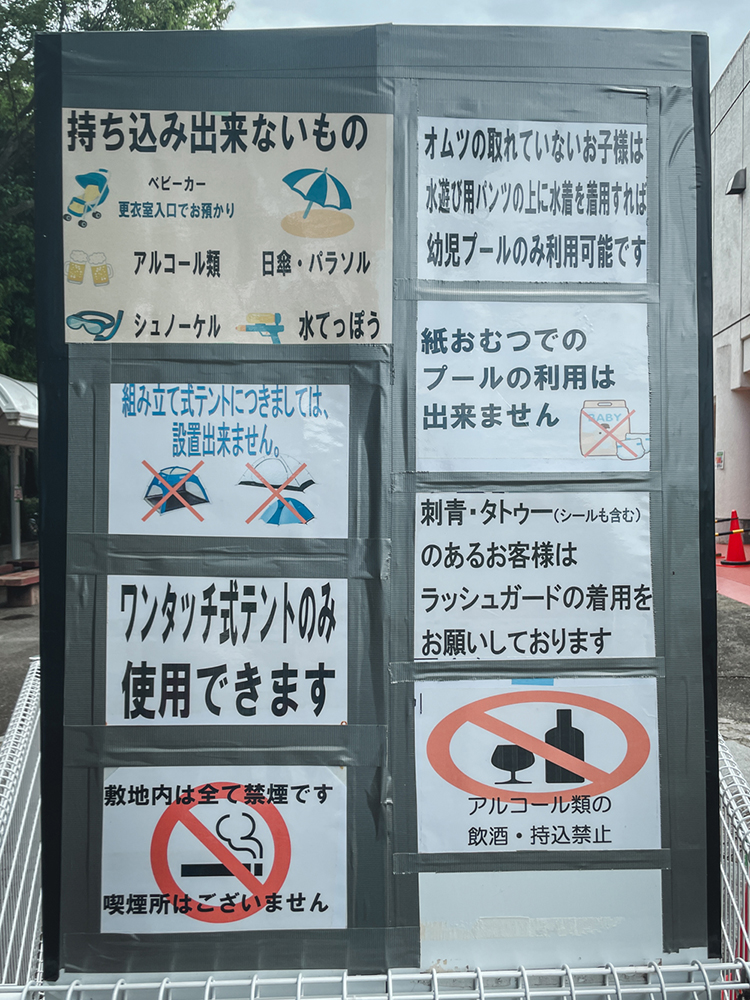 持ち込み出来ないもの
ベビーカー
更衣室入口でお預かり
アルコール類
日傘・パラソル
シュノーケル
水てっぽう
組み立て式テントにつきましては、
設置出来ません。
ワンタッチ式テントのみ
使用できます
敷地内は全て禁煙です
喫煙所はございません
オムツの取れていないお子様は
水遊び用パンツの上に水着を着用すれば
幼児プールのみ利用可能です
紙おむつでの
プールの利用は
出来ません
BABY
刺青・タトゥー(シールも含む)
のあるお客様は
ラッシュガードの着用を
お願いしております
アルコール類の
飲酒・持込禁止